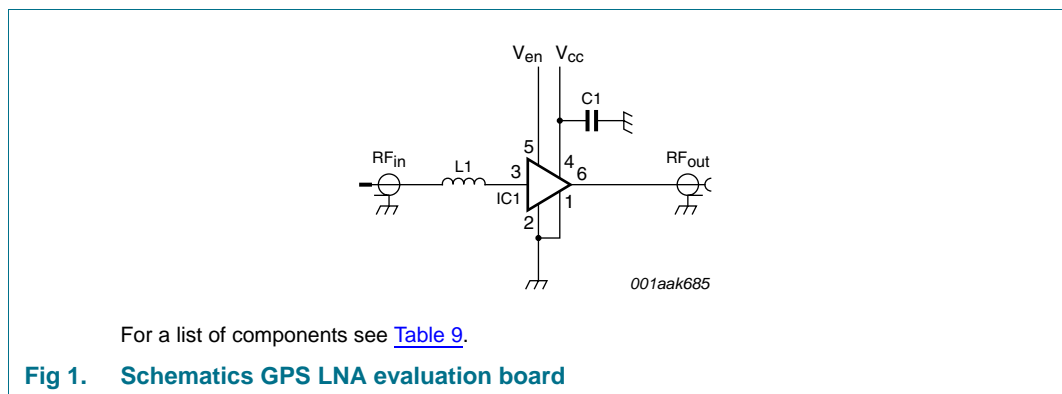 Ven Vcc
C1
5
4
RFin
L1
3
6
RFout
IC1
1
2
001aak685
For a list of components see Table 9.
Fig 1. Schematics GPS LNA evaluation board